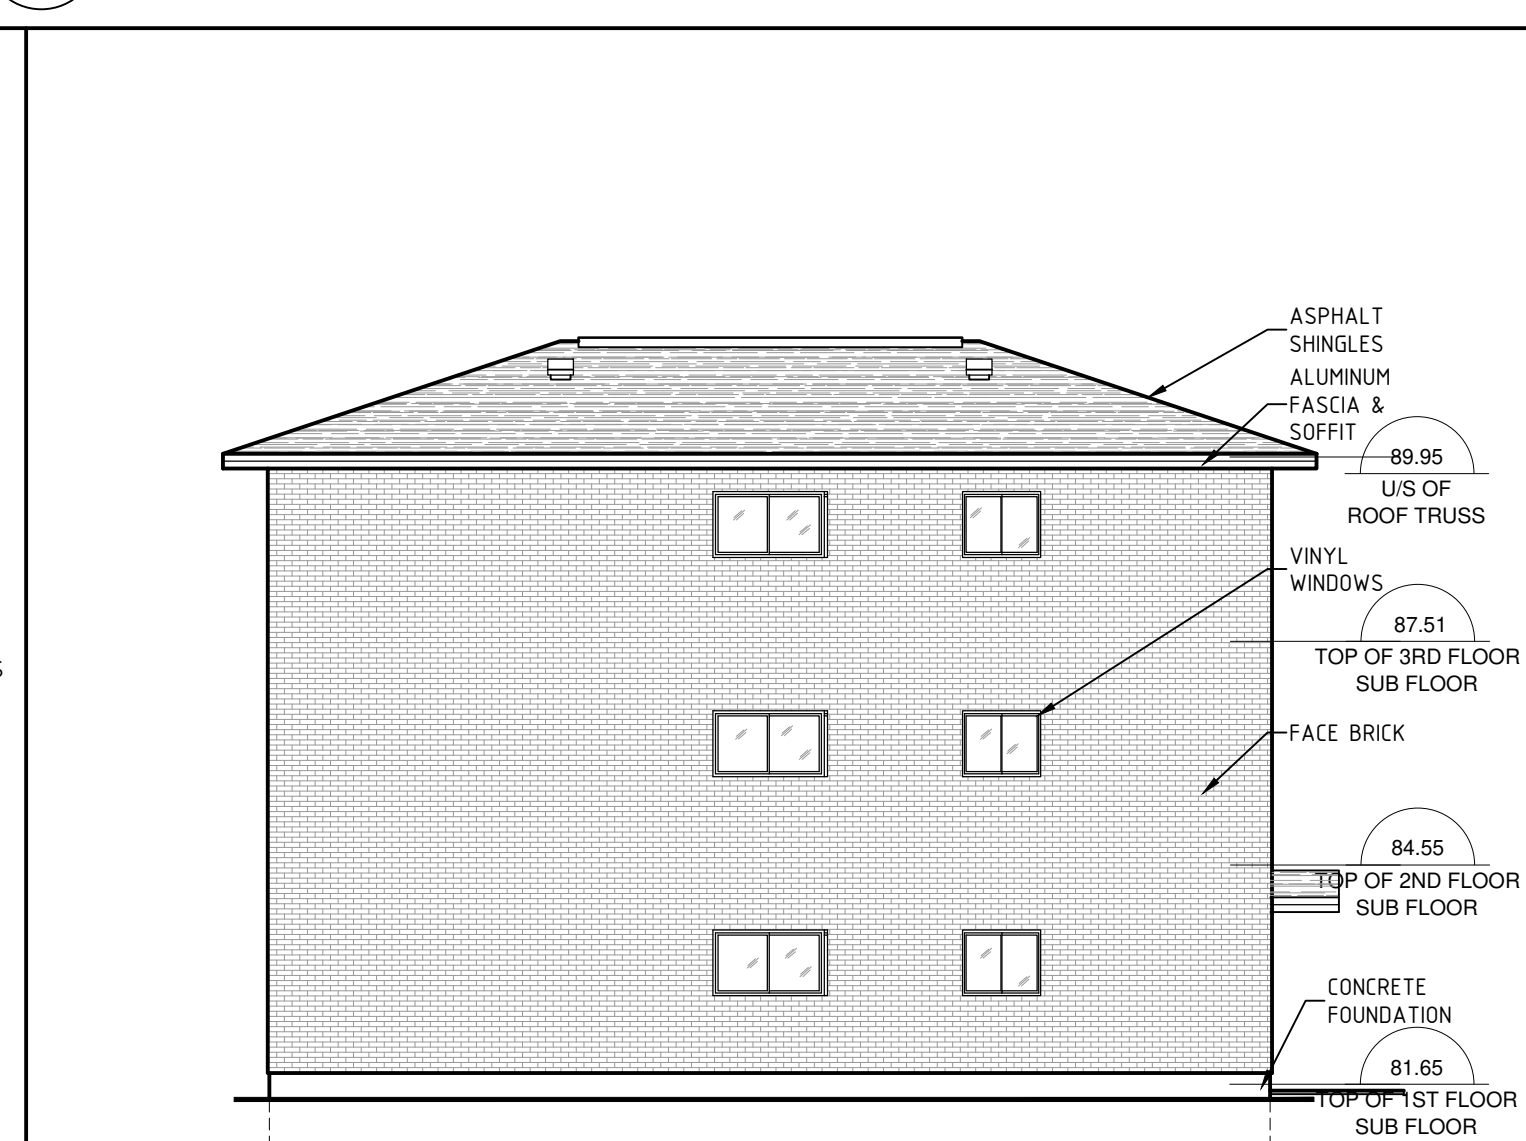 ASPHALT
SHINGLES
ALUMINUM
FASCIA &
SOFFIT
89.95
U/S OF
ROOF TRUSS
VINYL
WINDOWS
87.51
TOP OF 3RD FLOOR
SUB FLOOR
FACE BRICK
84.55
TOP OF 2ND FLOOR
SUB FLOOR
CONCRETE
FOUNDATION
81.65
TOP OF 1ST FLOOR
SUB FLOOR